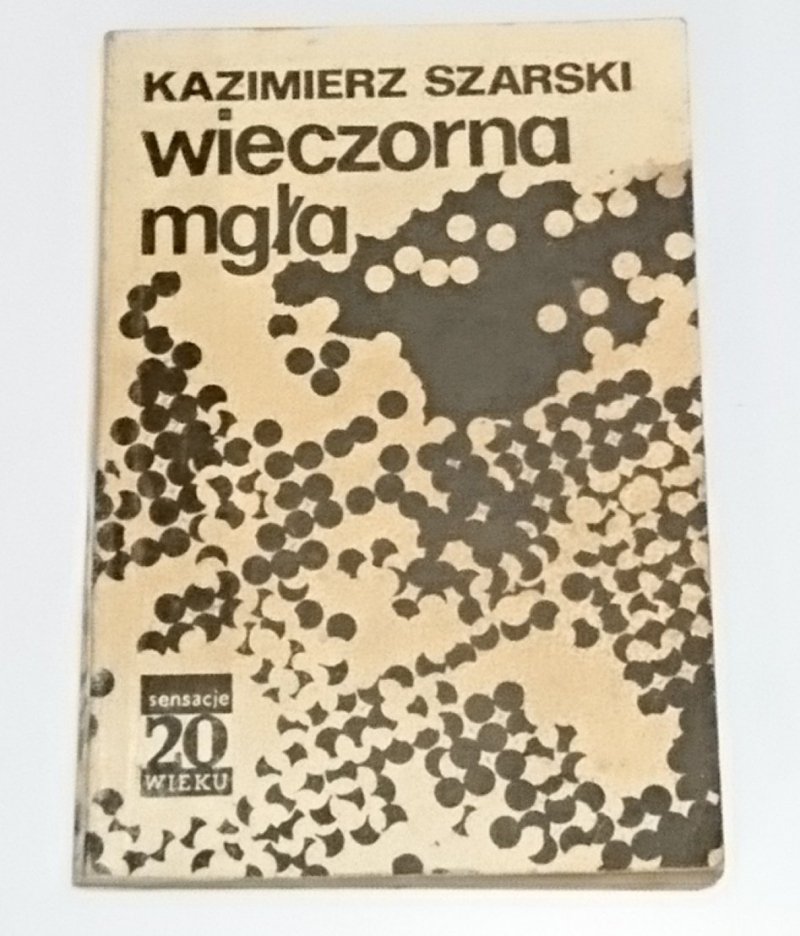 KAZIMIERZ SZARSKI
wieczorna
mgła
sensacje
20
WIEKU